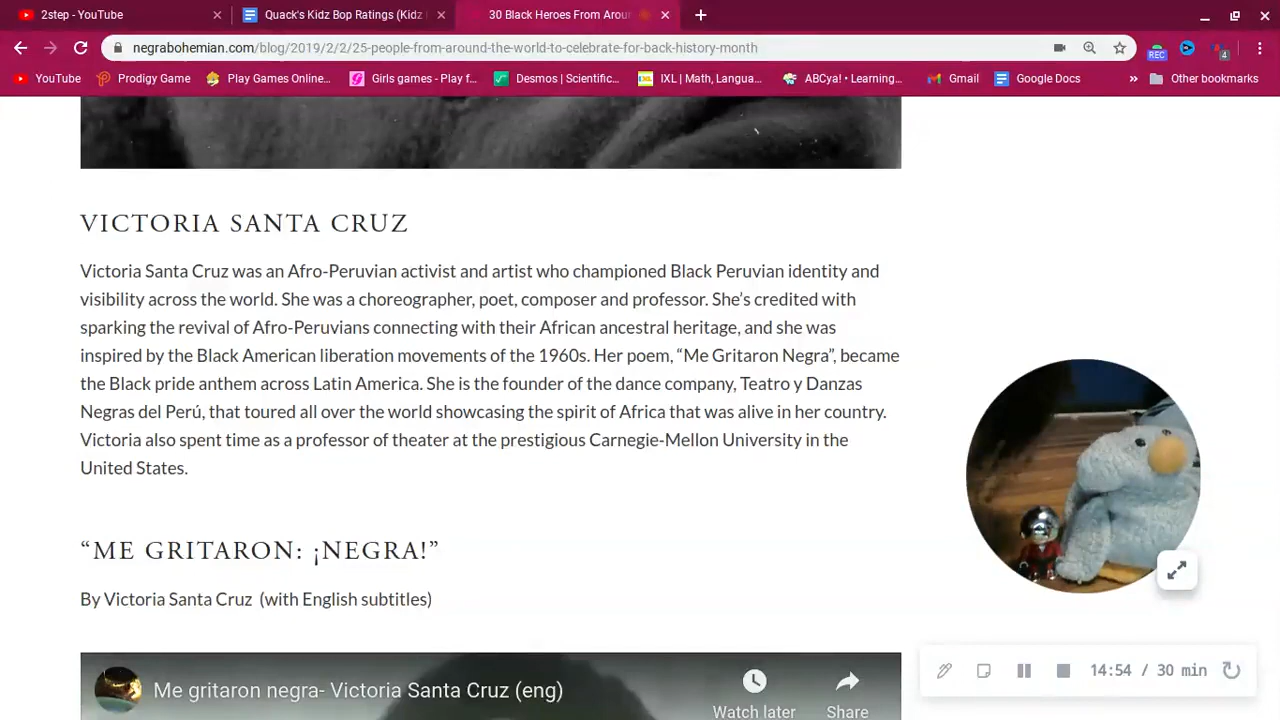 2step - YouTube
Quack's Kidz Bop Ratings (Kidz
30 Black Heroes From Arou
negrabohemian.com/blog/2019/2/2/25-people-from-around-the-world-to-celebrate-for-back-history-month
REC
4
YouTube
Prodigy Game
Play Games Online...
Girls games - Play f...
Desmos | Scientific...
IXL | Math, Langua...
ABCya! • Learning...
Gmail
Google Docs
»
Other bookmarks
VICTORIA SANTA CRUZ
Victoria Santa Cruz was an Afro-Peruvian activist and artist who championed Black Peruvian identity and
visibility across the world. She was a choreographer, poet, composer and professor. She’s credited with
sparking the revival of Afro-Peruvians connecting with their African ancestral heritage, and she was
inspired by the Black American liberation movements of the 1960s. Her poem, “Me Gritaron Negra”, became
the Black pride anthem across Latin America. She is the founder of the dance company, Teatro y Danzas
Negras del Perú, that toured all over the world showcasing the spirit of Africa that was alive in her country.
Victoria also spent time as a professor of theater at the prestigious Carnegie-Mellon University in the
United States.
“ME GRITARON: ¡NEGRA!”
By Victoria Santa Cruz (with English subtitles)
Me gritaron negra- Victoria Santa Cruz (eng)
Watch later
Share
14:54 / 30 min